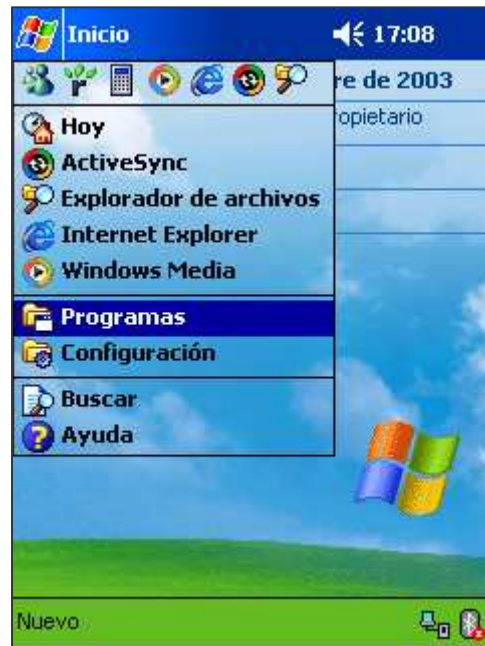 Inicio 17:08
re de 2003
ropietario
Hoy
ActiveSync
Explorador de archivos
Internet Explorer
Windows Media
Programas
Configuración
Buscar
Ayuda
Nuevo